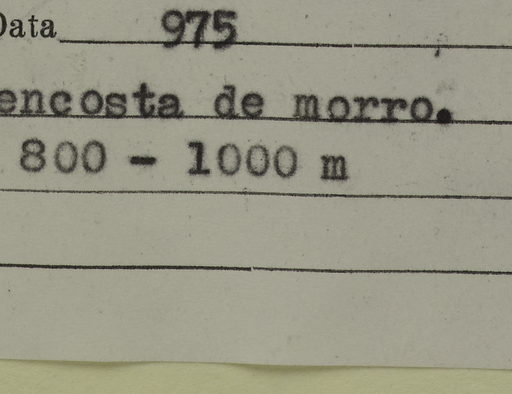 Data 975
encosta de morro.
800 - 1000 m